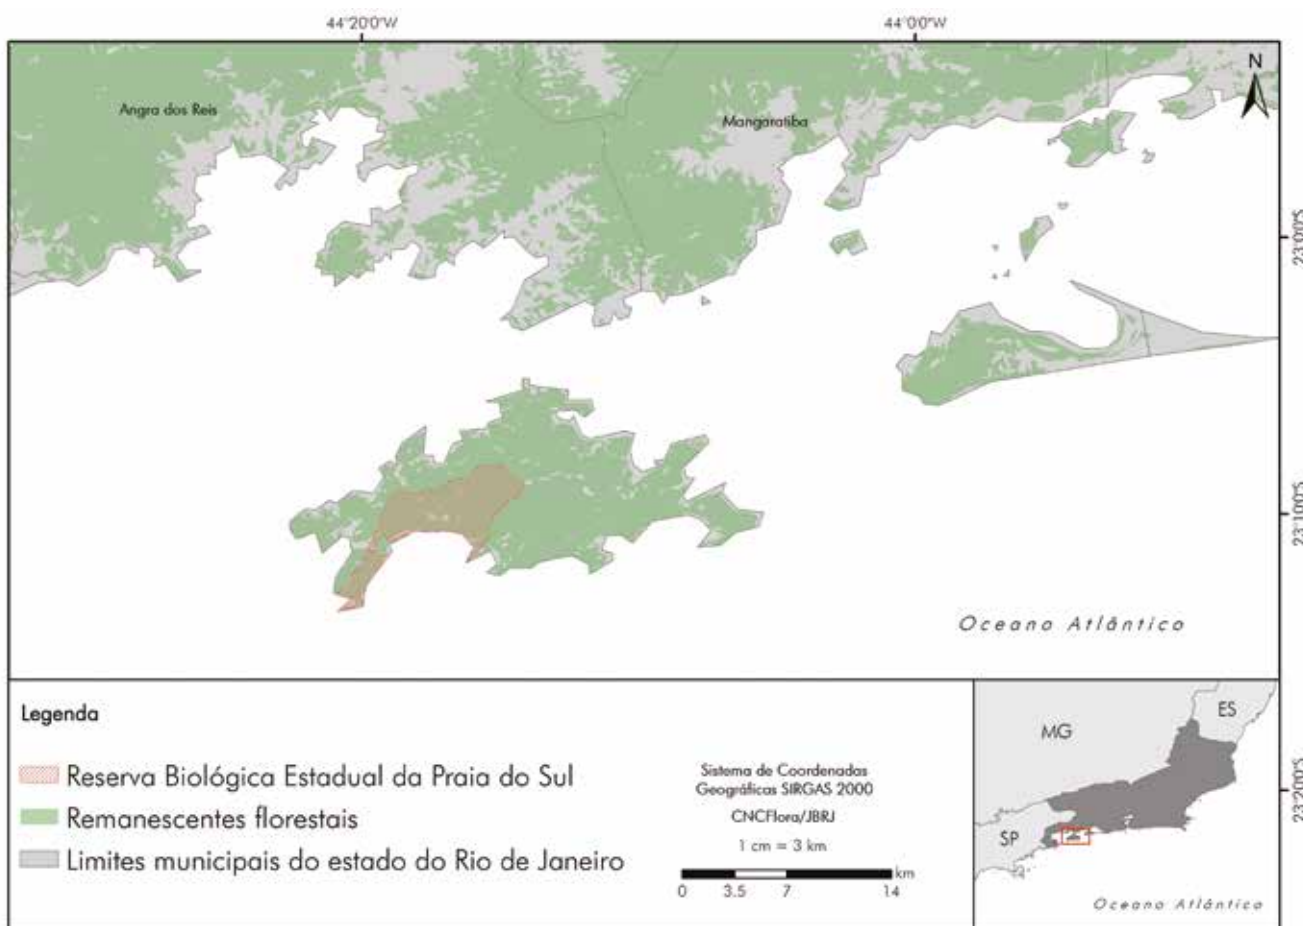 44°20'0"W
44°0'0"W
N
Angra dos Reis
Mangaratiba
23°0'0"S
23°10'0"S
Oceano Atlântico
Legenda
Reserva Biológica Estadual da Praia do Sul
Remanescentes florestais
Limites municipais do estado do Rio de Janeiro
Sistema de Coordenadas
Geográficas SIRGAS 2000
CNCFlora/JBRJ
1 cm = 3 km
km
0 3.5 7 14
ES
MG
SP
Oceano Atlântico
23°20'0"S